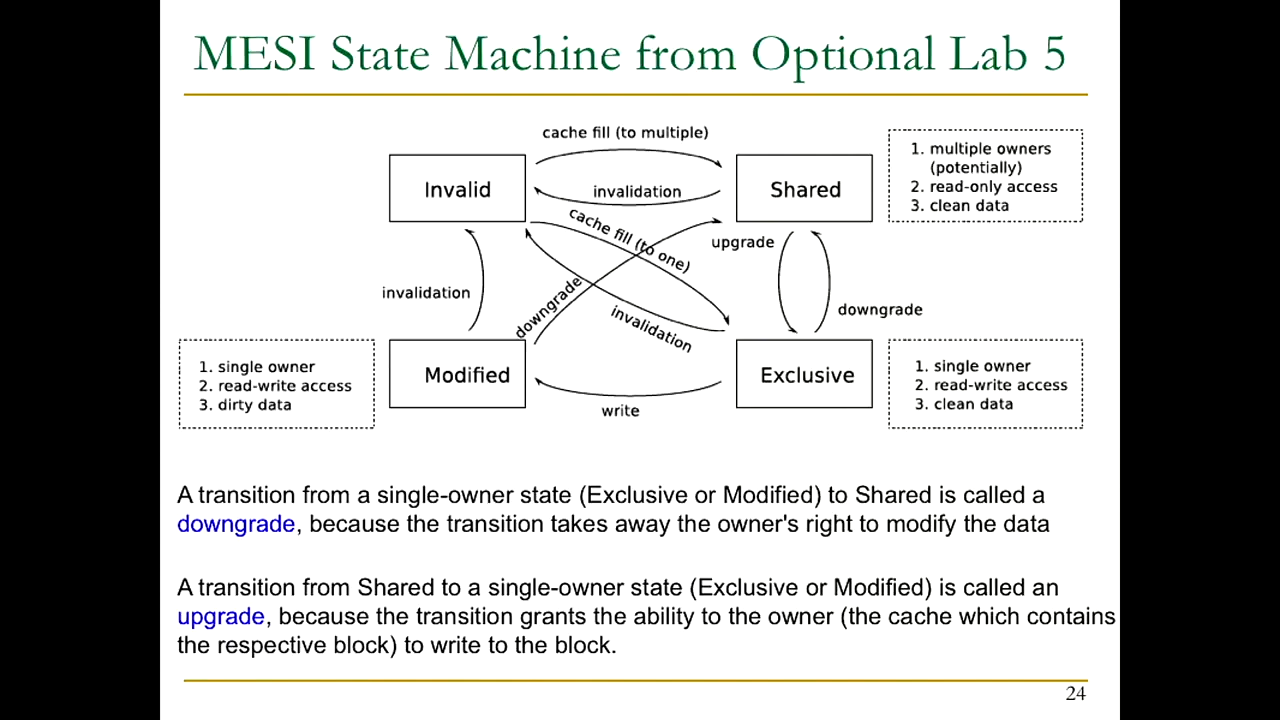 MESI State Machine from Optional Lab 5
cache fill (to multiple)
Invalid
invalidation
Shared
1. multiple owners
(potentially)
2. read-only access
3. clean data
cache fill (to one)
upgrade
invalidation
downgrade
invalidation
downgrade
1. single owner
2. read-write access
3. dirty data
Modified
write
Exclusive
1. single owner
2. read-write access
3. clean data
A transition from a single-owner state (Exclusive or Modified) to Shared is called a
downgrade, because the transition takes away the owner's right to modify the data
A transition from Shared to a single-owner state (Exclusive or Modified) is called an
upgrade, because the transition grants the ability to the owner (the cache which contains
the respective block) to write to the block.
24